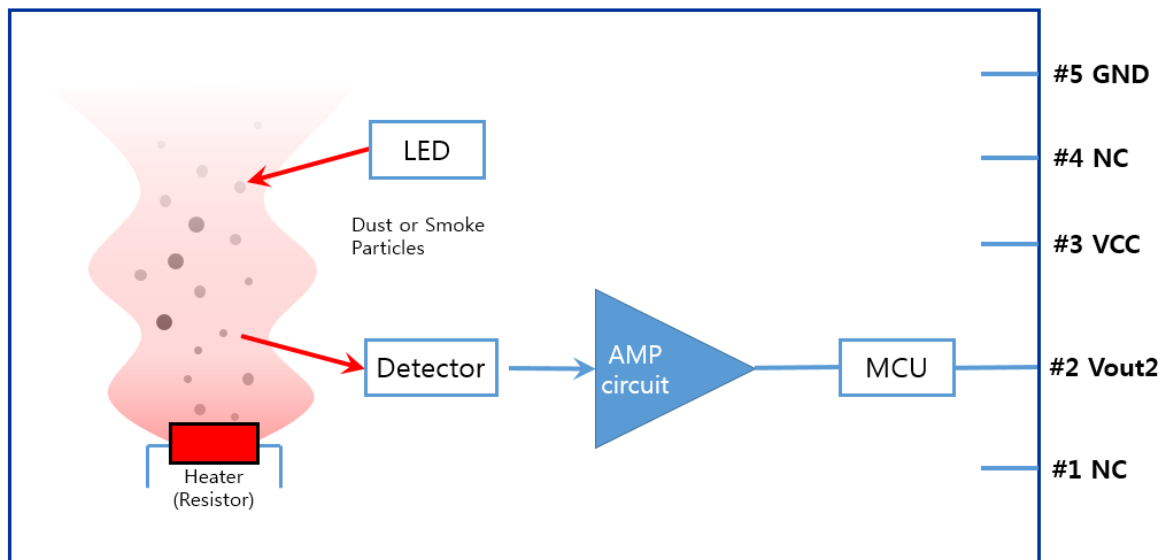 #5 GND
LED
#4 NC
Dust or Smoke
Particles
#3 VCC
Detector
AMP
circuit
MCU
#2 Vout2
Heater
(Resistor)
#1 NC